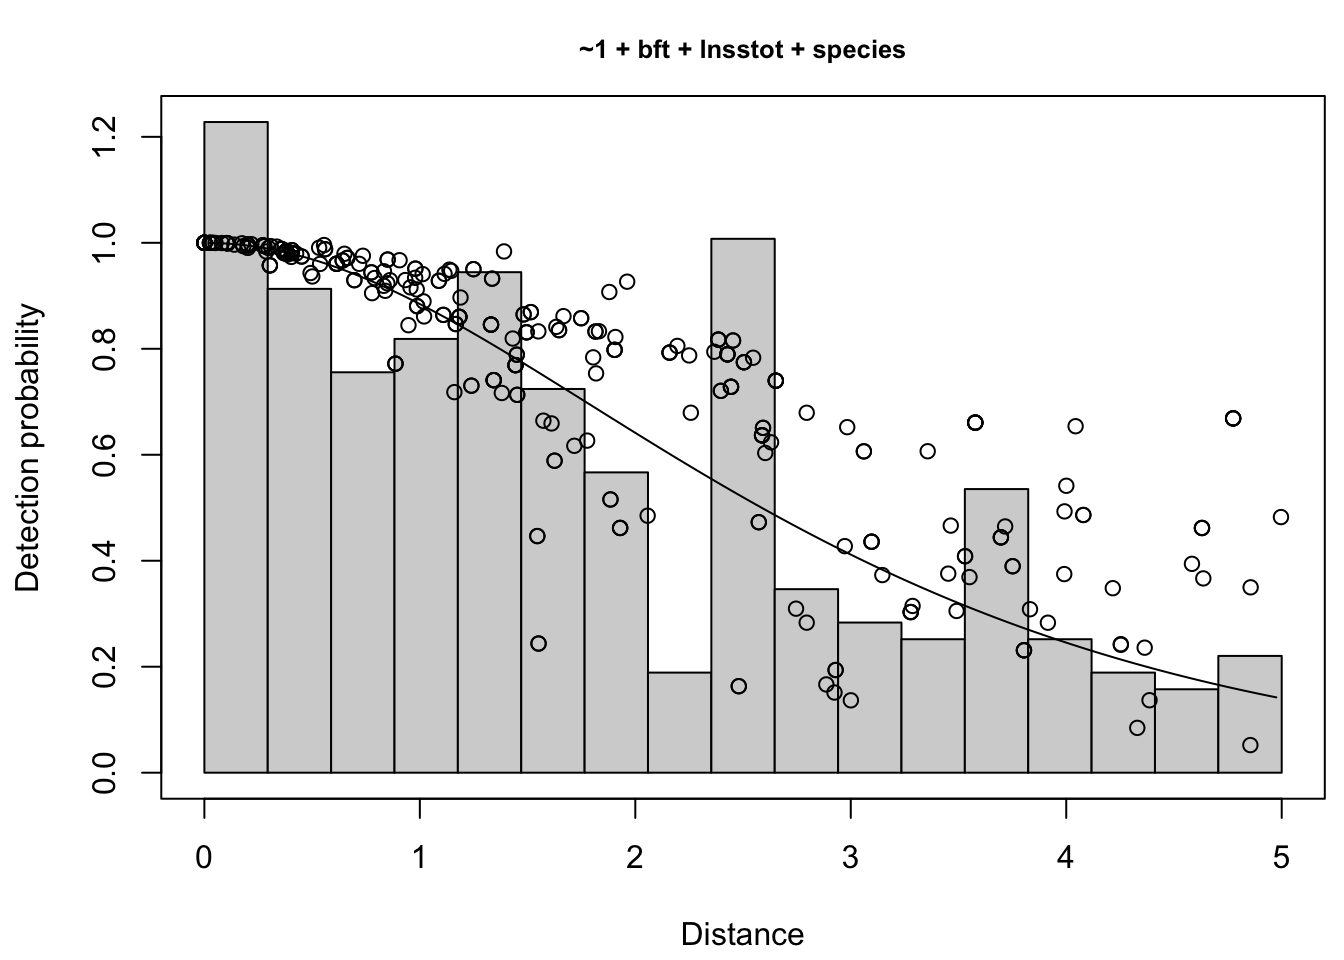 ~1 + bft + lnsstot + species
Detection probability
1.2
1.0
0.8
0.6
0.4
0.2
0.0
0 1 2 3 4 5
Distance